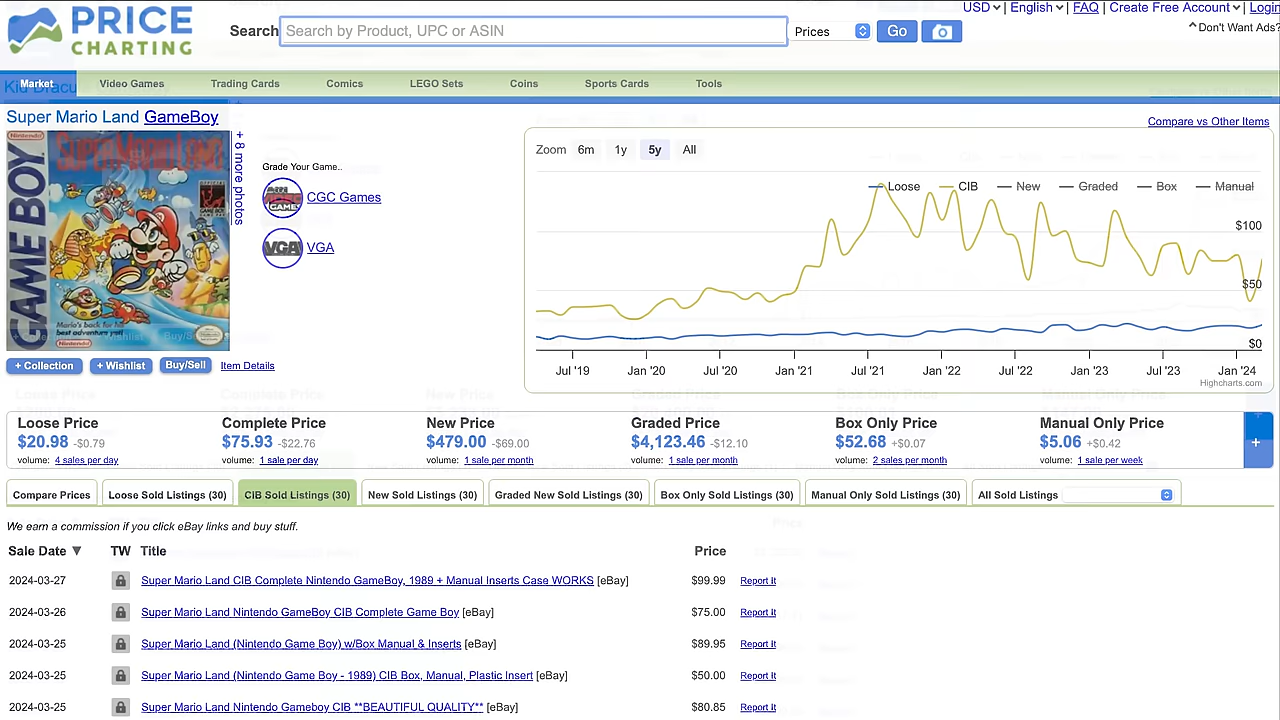 PRICE
CHARTING
Search Search by Product, UPC or ASIN Prices Go
USD English FAQ Create Free Account Login
Don't Want Ads?
Market Video Games Trading Cards Comics LEGO Sets Coins Sports Cards Tools
Super Mario Land GameBoy
Compare vs Other Items
Nintendo
GAME BOY
SUPER MARIO LAND
Mario's back for his
best adventure yet!
Nintendo
+ 8 more photos
Grade Your Game..
CGC Games
VGA VGA
Zoom 6m 1y 5y All
Loose CIB New Graded Box Manual
$100
$50
$0
Jul '19 Jan '20 Jul '20 Jan '21 Jul '21 Jan '22 Jul '22 Jan '23 Jul '23 Jan '24
Highcharts.com
+ Collection + Wishlist Buy/Sell Item Details
Loose Price Complete Price New Price Graded Price Box Only Price Manual Only Price
$20.98 -$0.79 $75.93 -$22.76 $479.00 -$69.00 $4,123.46 -$12.10 $52.68 +$0.07 $5.06 +$0.42
volume: 4 sales per day volume: 1 sale per day volume: 1 sale per month volume: 1 sale per month volume: 2 sales per month volume: 1 sale per week
+
Compare Prices Loose Sold Listings (30) CIB Sold Listings (30) New Sold Listings (30) Graded New Sold Listings (30) Box Only Sold Listings (30) Manual Only Sold Listings (30) All Sold Listings
We earn a commission if you click eBay links and buy stuff.
Sale Date ▼ TW Title Price
2024-03-27 Super Mario Land CIB Complete Nintendo GameBoy, 1989 + Manual Inserts Case WORKS [eBay] $99.99 Report It
2024-03-26 Super Mario Land Nintendo GameBoy CIB Complete Game Boy [eBay] $75.00 Report It
2024-03-25 Super Mario Land (Nintendo Game Boy) w/Box Manual & Inserts [eBay] $89.95 Report It
2024-03-25 Super Mario Land (Nintendo Game Boy - 1989) CIB Box, Manual, Plastic Insert [eBay] $50.00 Report It
2024-03-25 Super Mario Land Nintendo Gameboy CIB **BEAUTIFUL QUALITY** [eBay] $80.85 Report It